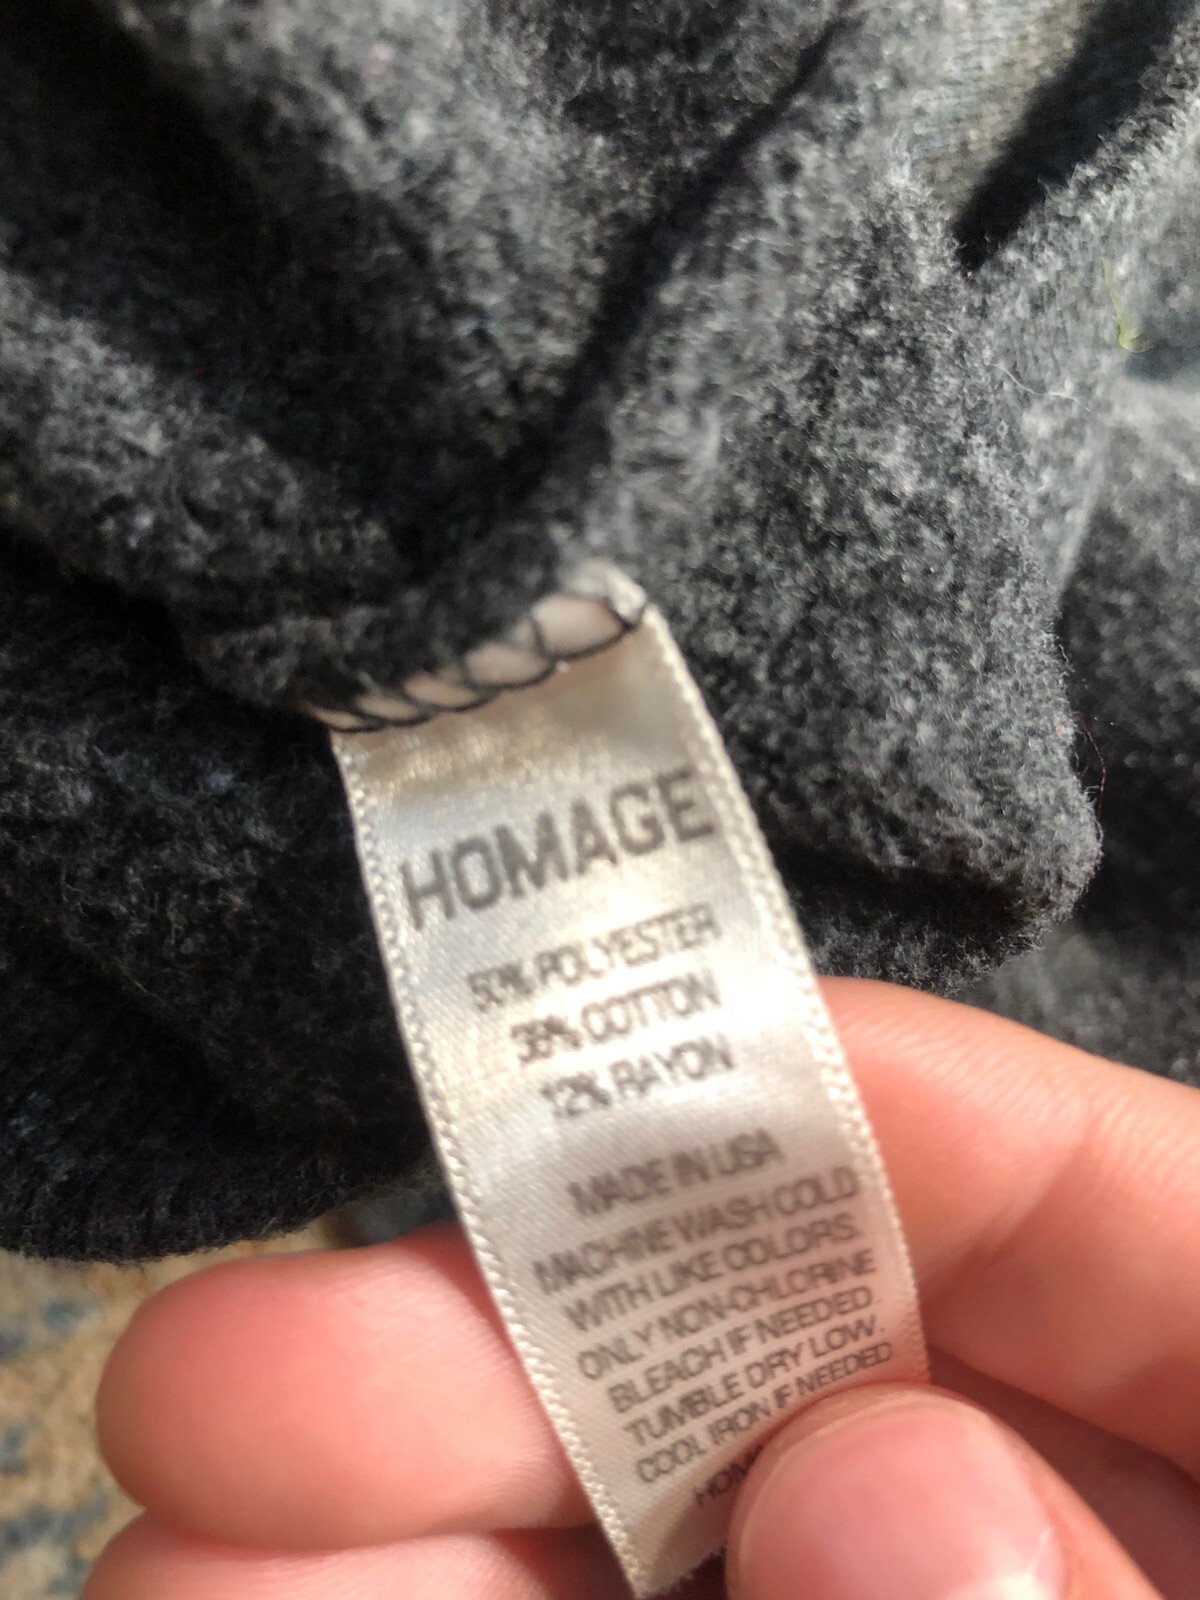 HOMAGE
50% POLYESTER
38% COTTON
12% RAYON
MADE IN USA
MACHINE WASH COLD
WITH LIKE COLORS.
ONLY NON-CHLORINE
BLEACH IF NEEDED.
TUMBLE DRY LOW.
COOL IRON IF NEEDED